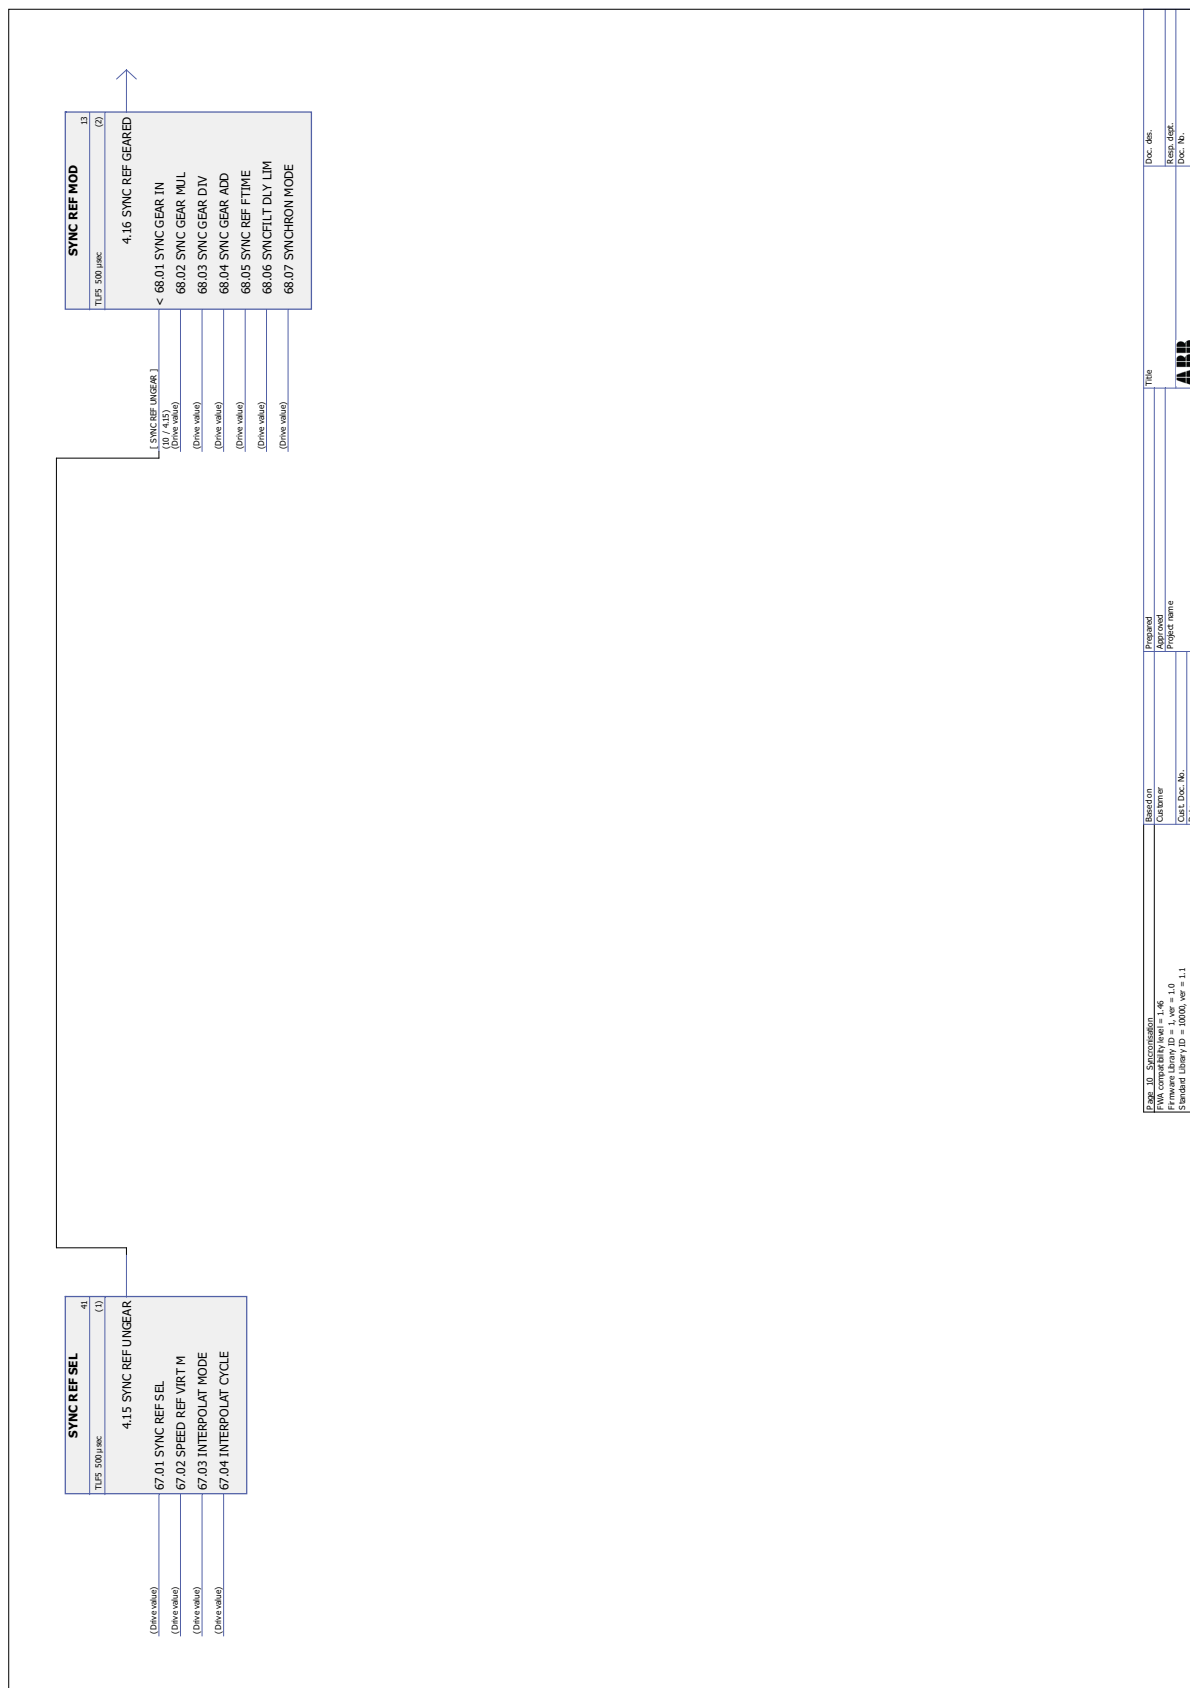 SYNC REF SEL
41
TLF5 500 µsec
(1)
4.15 SYNC REF UNGEAR
(Drive value)
67.01 SYNC REF SEL
(Drive value)
67.02 SPEED REF VIRT M
(Drive value)
67.03 INTERPOLAT MODE
(Drive value)
67.04 INTERPOLAT CYCLE
SYNC REF MOD
13
TLF5 500 µsec
(2)
4.16 SYNC REF GEARED
[ SYNC REF UNGEAR ]
< 68.01 SYNC GEAR IN
(10 / 4.15)
(Drive value)
68.02 SYNC GEAR MUL
(Drive value)
68.03 SYNC GEAR DIV
(Drive value)
68.04 SYNC GEAR ADD
(Drive value)
68.05 SYNC REF FTIME
(Drive value)
68.06 SYNCFILT DLY LIM
(Drive value)
68.07 SYNCHRON MODE
Page 10 Syncronisation
FWA compatibility level = 1.46
Firmware Library ID = 1, ver = 1.0
Standard Library ID = 10000, ver = 1.1
Based on
Customer
Cust. Doc. No.
Prepared
Approved
Project name
Title
ABB
Doc. des.
Resp. dept.
Doc. No.